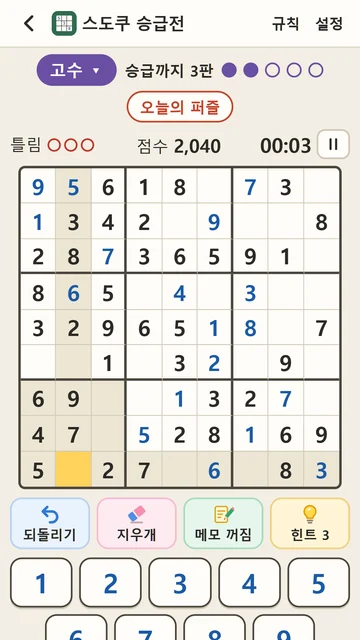 스도쿠 승급전 규칙 설정
고수 ▼ 승급까지 3판
오늘의 퍼즐
틀림 점수 2,040 00:03
9 5 6 1 8 7 3
1 3 4 2 9 8
2 8 7 3 6 5 9 1
8 6 5 4 3
3 2 9 6 5 1 8 7
1 3 2 9
6 9 1 3 2 7
4 7 5 2 8 1 6 9
5 2 7 6 8 3
되돌리기 지우개 메모 꺼짐 힌트 3
1 2 3 4 5
6 7 8 9